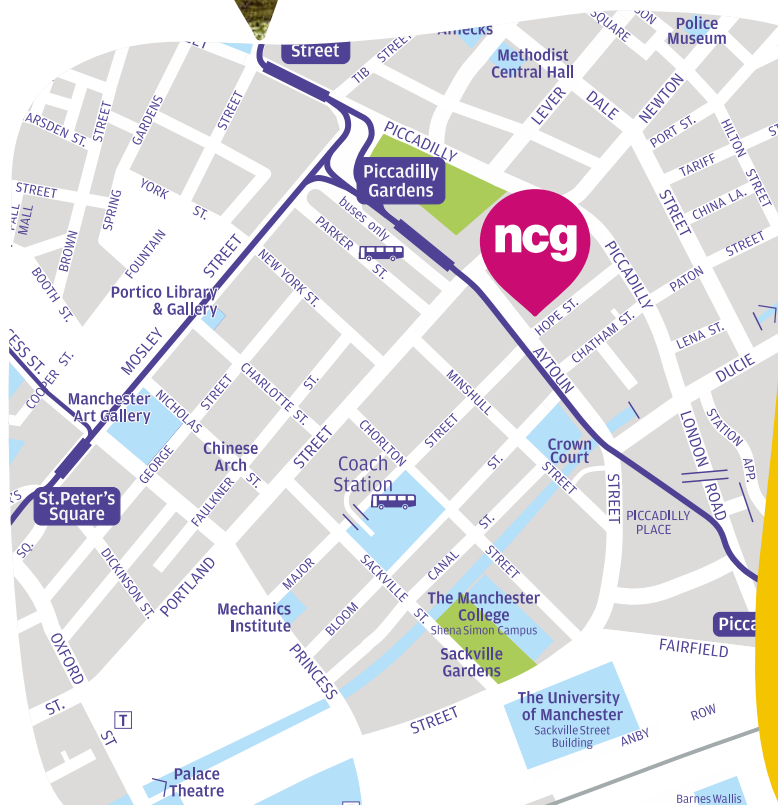 Street
TIB STREET
Methodist
Central Hall
SQUARE
Police
Museum
LEVER
DALE
NEWTON
PORT ST.
HILTON
STREET
TARIFF
CHINA LA.
STREET
STREET
PICCADILLY
Piccadilly
Gardens
ncg
ARSDEN ST.
STREET
GARDENS
STREET
STREET
MALL
BROWN
SPRING
YORK ST.
FOUNTAIN
BOOTH ST.
buses only
PARKER ST.
NEW YORK ST.
MOSLEY STREET
Portico Library
& Gallery
HOPE ST.
CHATHAM ST.
PICCADILLY
PATON STREET
LENA ST.
DUCIE
AYTOUN
STREET
COOPER ST.
ESS ST.
Manchester
Art Gallery
NICHOLAS
STREET
CHARLOTTE ST.
ST.
GEORGE
Chinese
Arch
FAULKNER ST.
STREET
CHORLTON
MINSHULL
STREET
ST.
STREET
Crown
Court
LONDON
ROAD
STATION
APP.
PICCADILLY
PLACE
Coach
Station
St.Peter's
Square
SQ.
DICKINSON ST.
PORTLAND
MAJOR
SACKVILLE
ST.
CANAL
ST.
STREET
BLOOM
Mechanics
Institute
PRINCESS
STREET
The Manchester
College
Shena Simon Campus
Sackville
Gardens
Picca
FAIRFIELD
OXFORD
ST.
ST
T
The University
of Manchester
Sackville Street
Building
ANBY
ROW
Palace
Theatre
Barnes Wallis